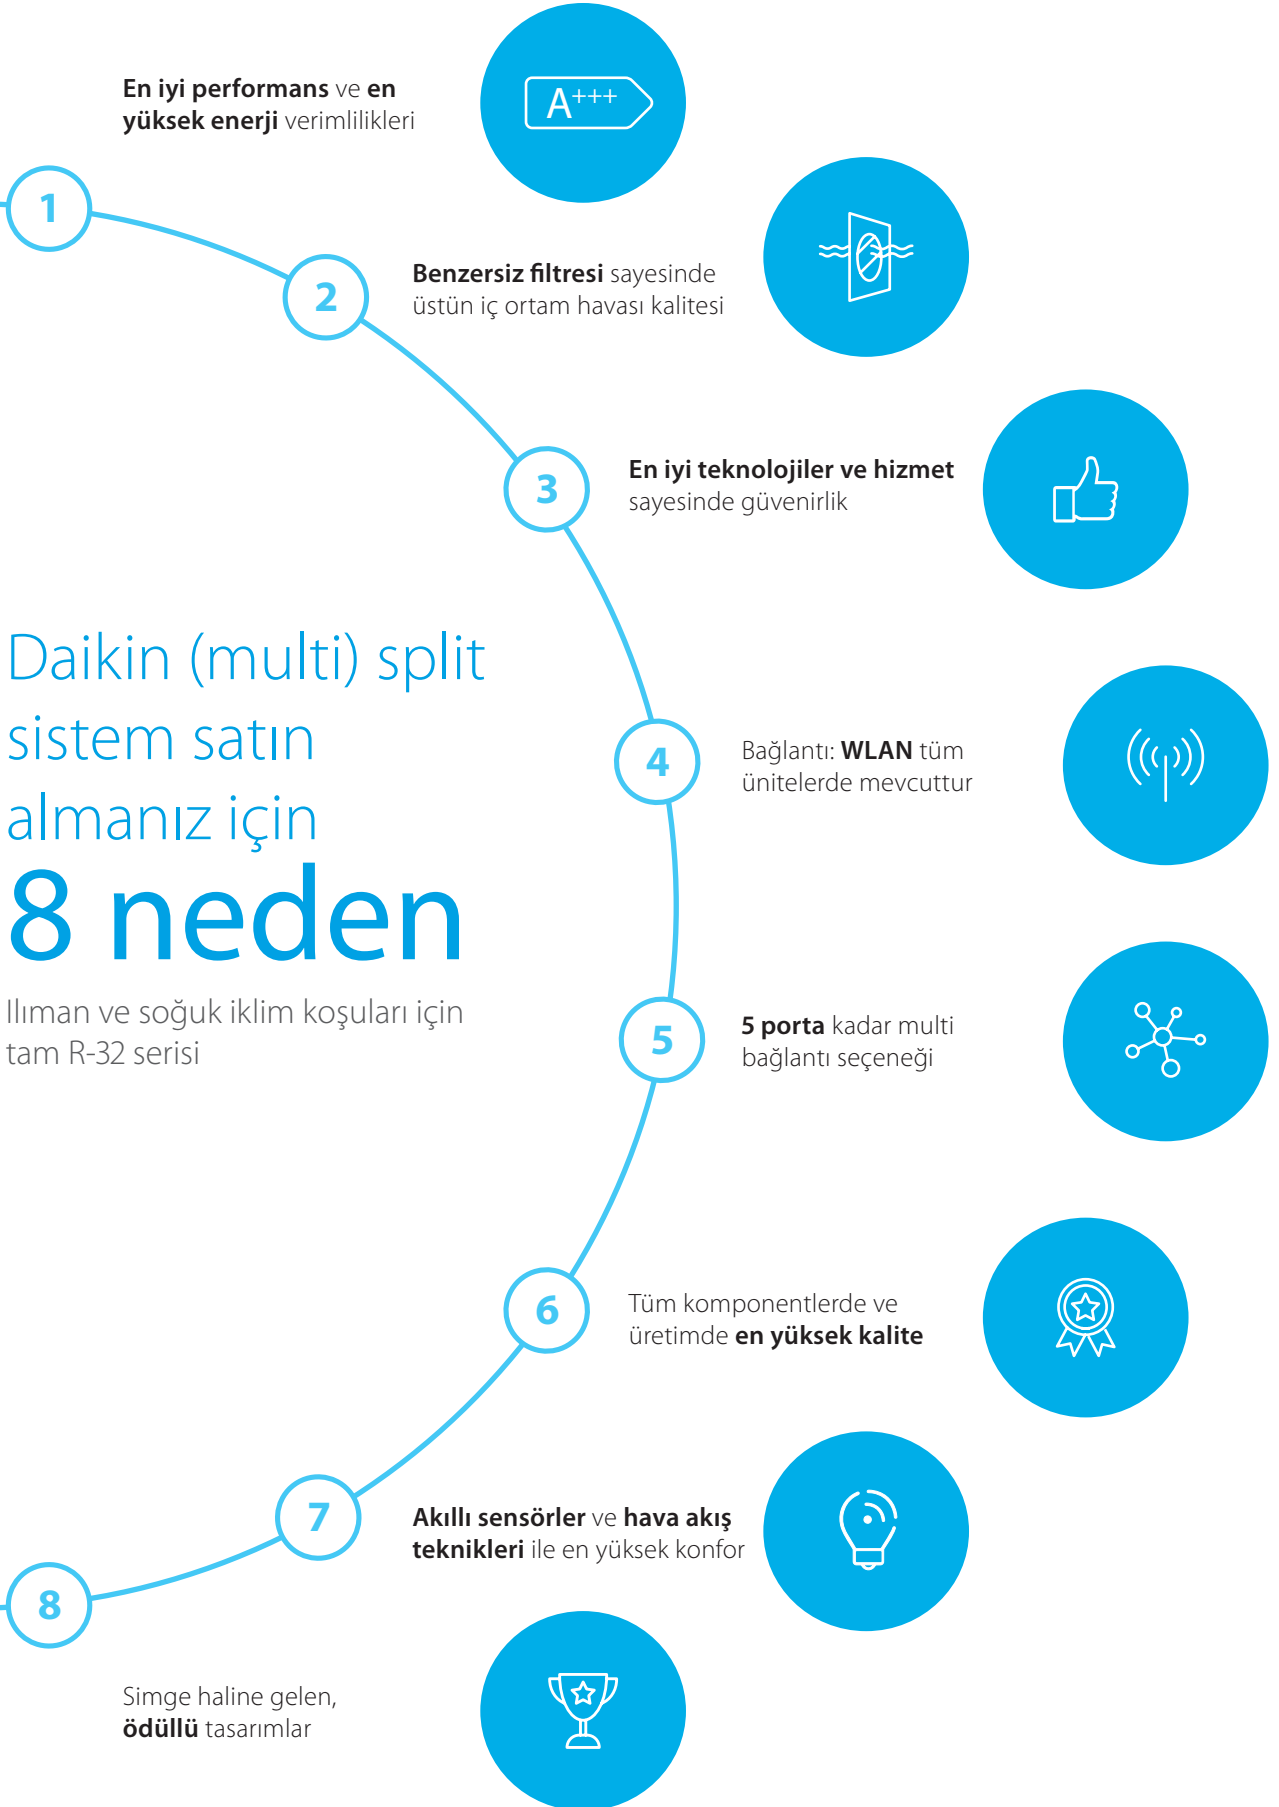 En iyi performans ve en
yüksek enerji verimlilikleri
A+++
1
2
Benzersiz filtresi sayesinde
üstün iç ortam havası kalitesi
3
En iyi teknolojiler ve hizmet
sayesinde güvenirlik
Daikin (multi) split
sistem satın
almanız için
8 neden
Ilıman ve soğuk iklim koşuları için
tam R-32 serisi
4
Bağlantı: WLAN tüm
ünitelerde mevcuttur
5
5 porta kadar multi
bağlantı seçeneği
6
Tüm komponentlerde ve
üretimde en yüksek kalite
7
Akıllı sensörler ve hava akış
teknikleri ile en yüksek konfor
8
Simge haline gelen,
ödüllü tasarımlar